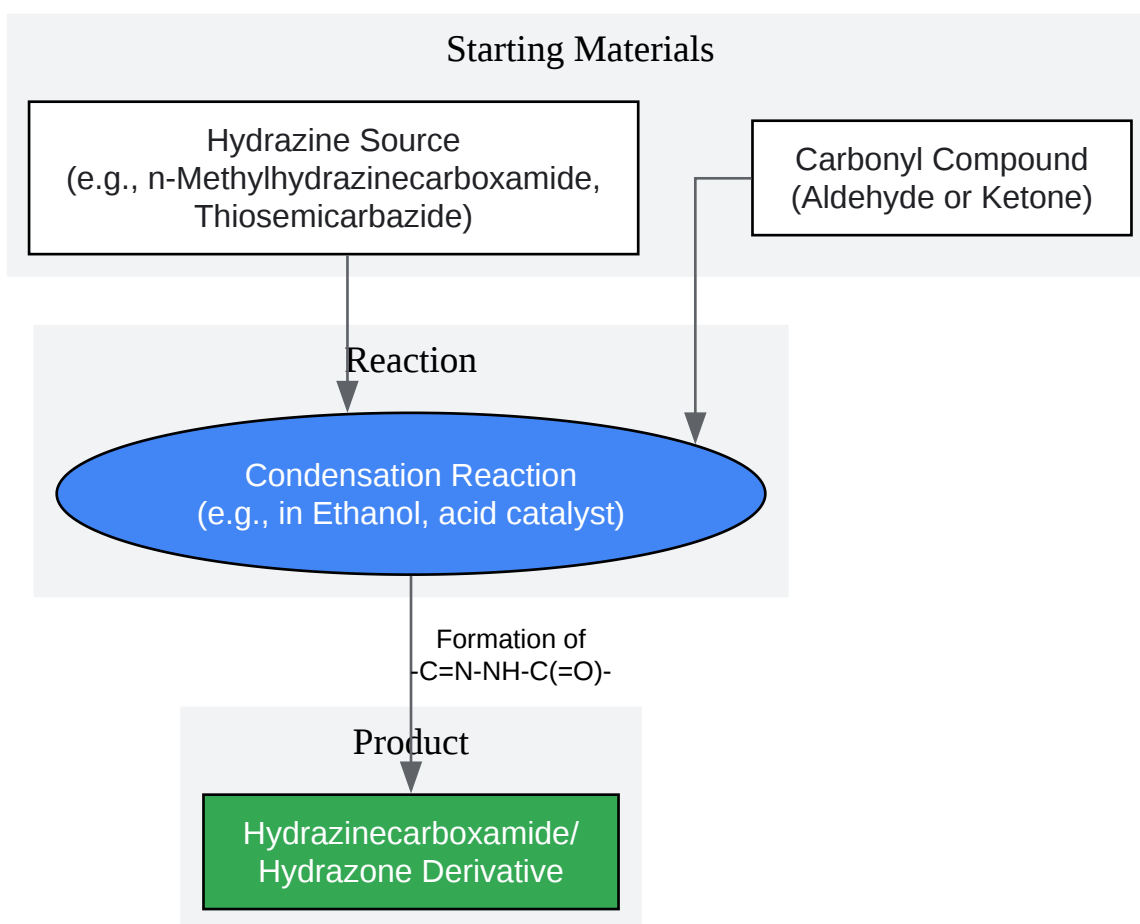 Starting Materials
Hydrazine Source
(e.g., n-Methylhydrazinecarboxamide,
Thiosemicarbazide)
Carbonyl Compound
(Aldehyde or Ketone)
Reaction
Condensation Reaction
(e.g., in Ethanol, acid catalyst)
Formation of
-C=N-NH-C(=O)-
Product
Hydrazinecarboxamide/
Hydrazone Derivative